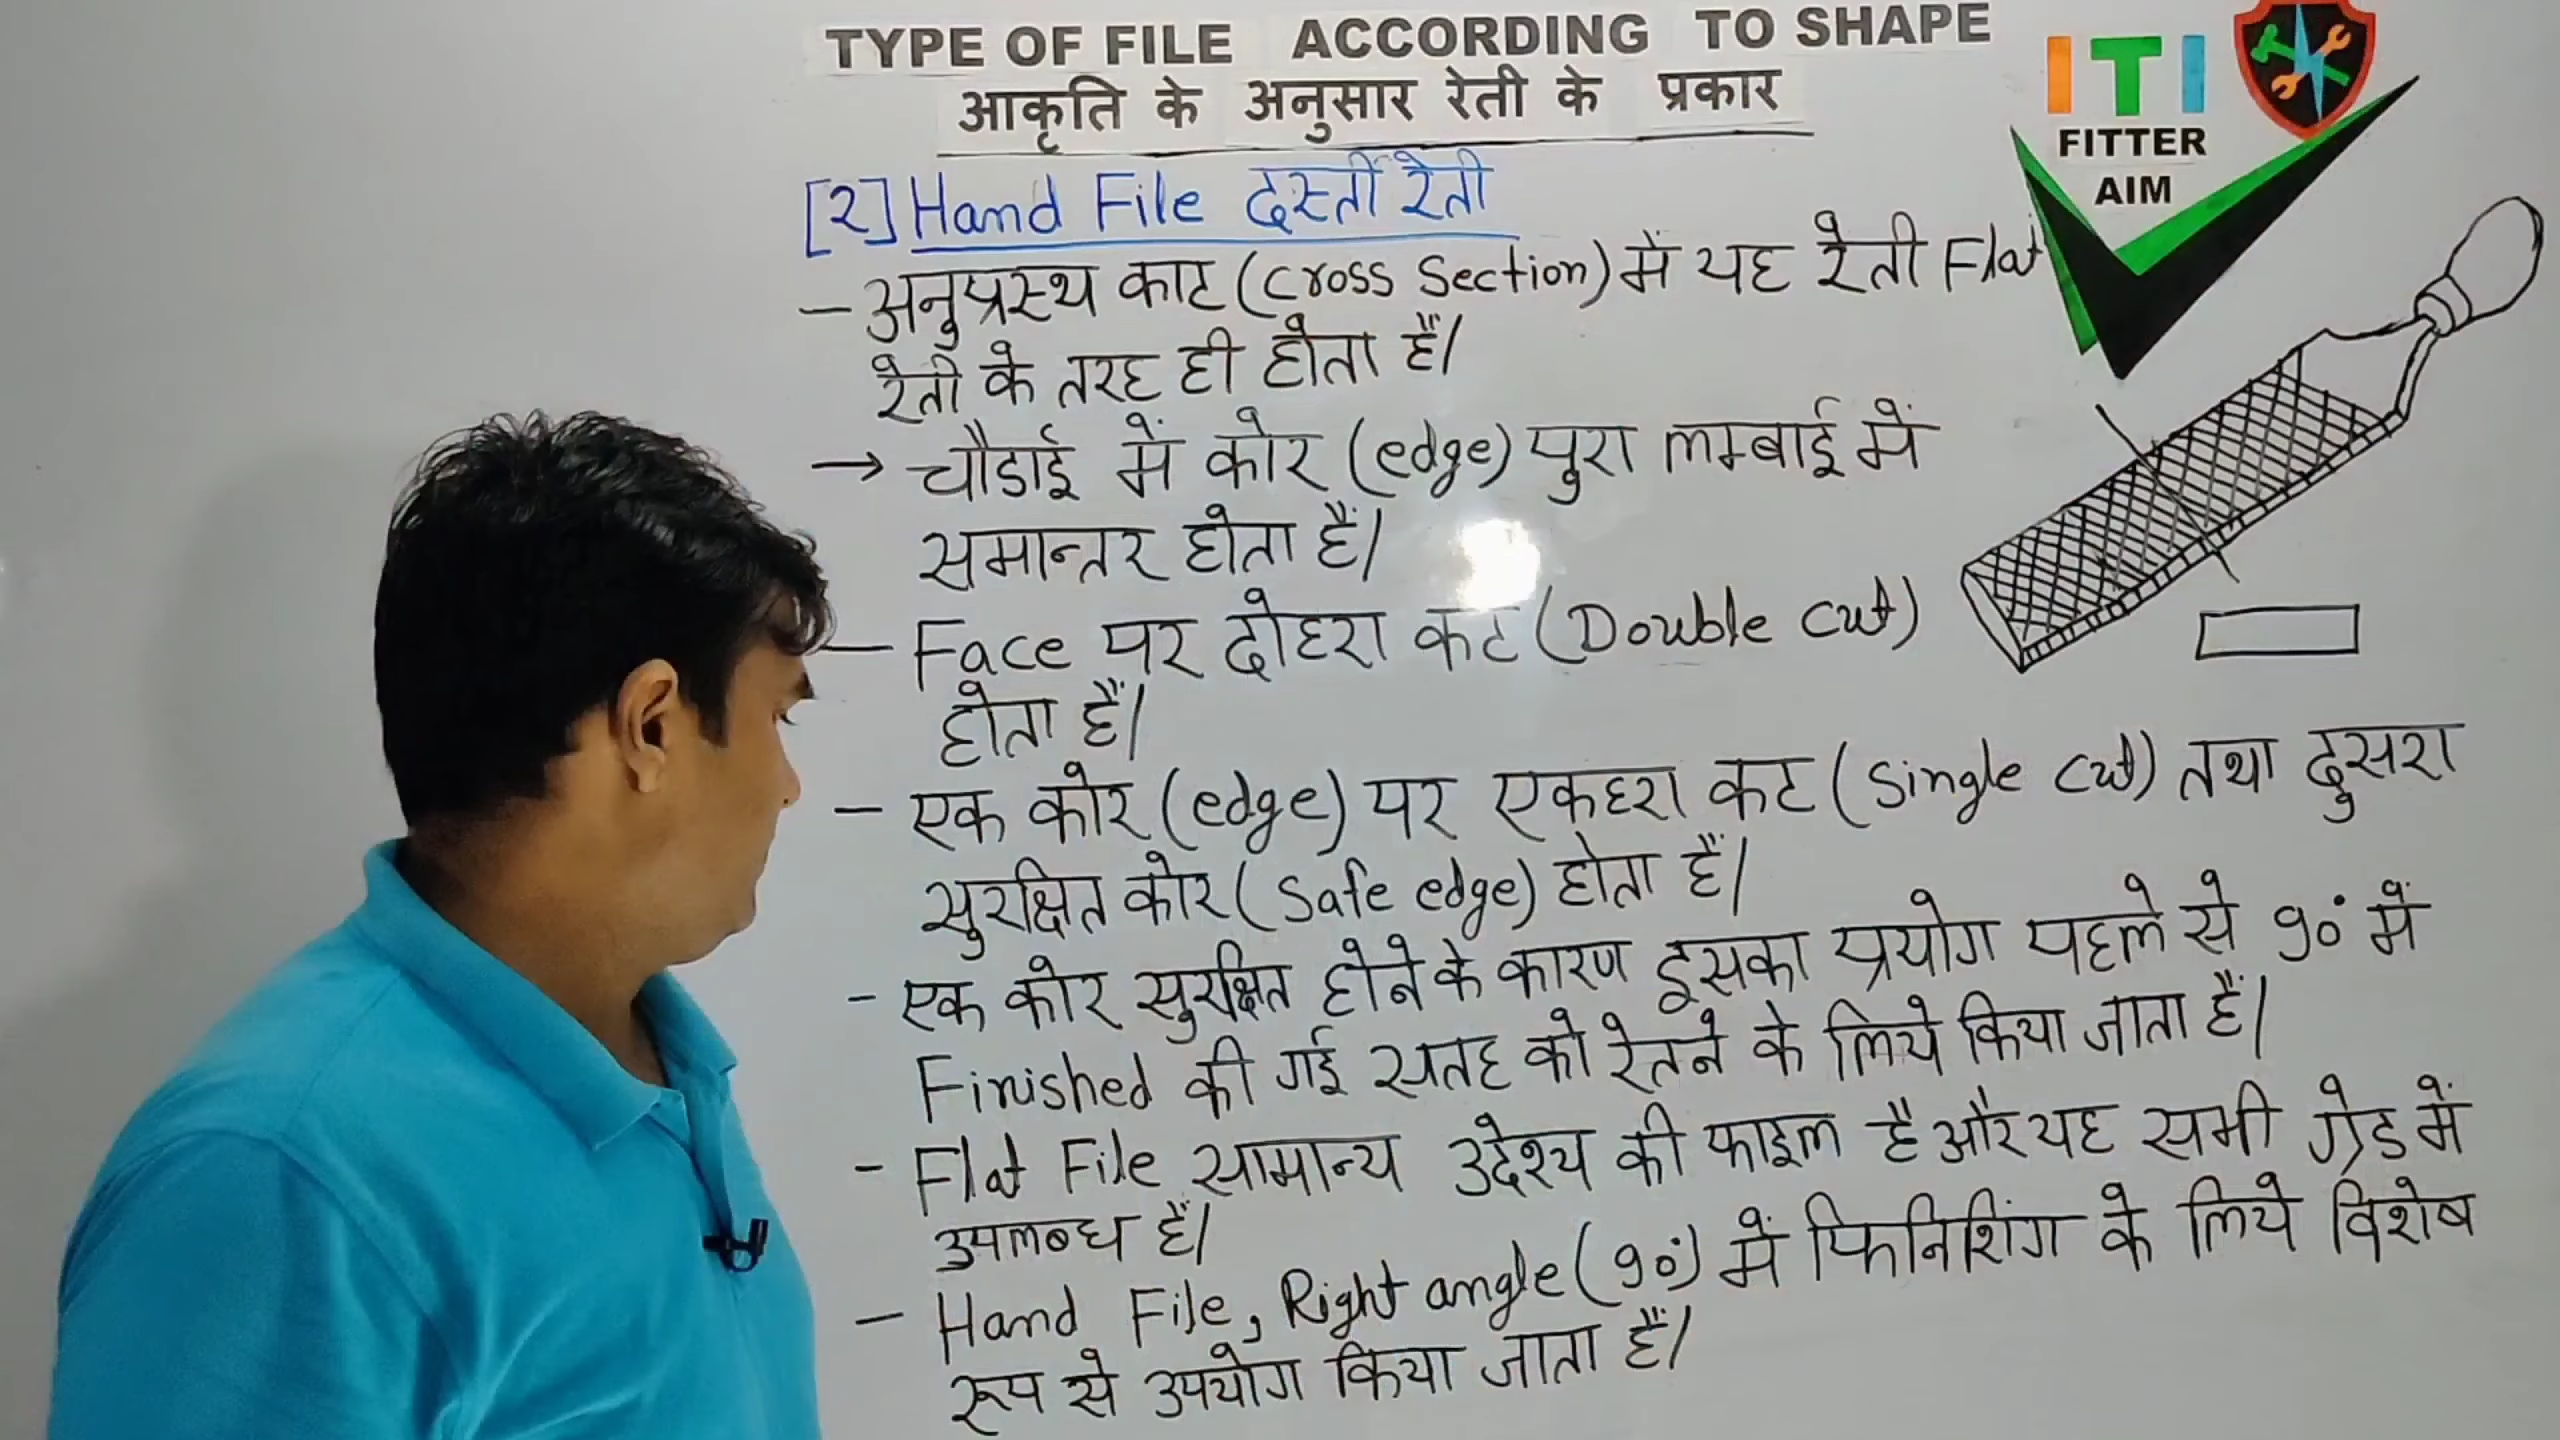 TYPE OF FILE ACCORDING TO SHAPE
आकृति के अनुसार रेती के प्रकार
ITI
FITTER
AIM
[2] Hand File दस्ती रेती
– अनुप्रस्थ काट (Cross Section) में यह रेती Flat
रेती के तरह ही होता हैं।
→ चौडाई में कोर (edge) पुरा लम्बाई में
समान्तर होता हैं।
– Face पर दोहरा कट (Double cut)
होता हैं।
– एक कोर (edge) पर एकहरा कट (Single cut) तथा दुसरा
सुरक्षित कोर (Safe edge) होता हैं।
– एक कोर सुरक्षित होने के कारण इसका प्रयोग पहले से 90° में
Finished की गई सतह को रेतने के लिये किया जाता हैं।
– Flat File सामान्य उदेश्य की फाइल है और यह सभी ग्रेड में
उपलब्ध हैं।
– Hand File, Right angle (90°) में फिनिशिंग के लिये विशेष
रूप से उपयोग किया जाता हैं।